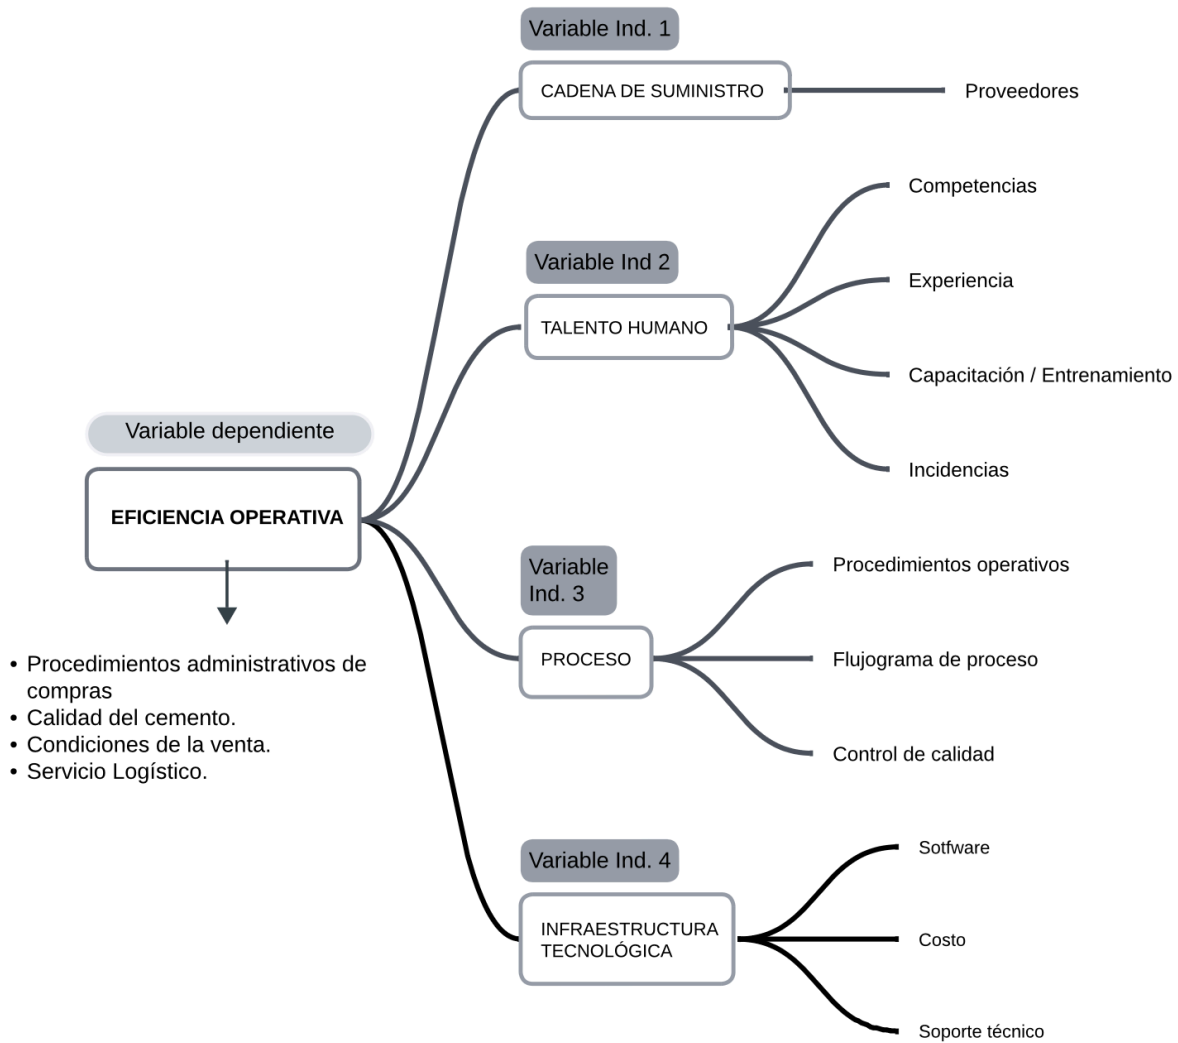 Variable Ind. 1
CADENA DE SUMINISTRO
Proveedores
Variable Ind 2
TALENTO HUMANO
Competencias
Experiencia
Capacitación / Entrenamiento
Incidencias
Variable dependiente
EFICIENCIA OPERATIVA
• Procedimientos administrativos de
compras
• Calidad del cemento.
• Condiciones de la venta.
• Servicio Logístico.
Variable
Ind. 3
PROCESO
Procedimientos operativos
Flujograma de proceso
Control de calidad
Variable Ind. 4
INFRAESTRUCTURA
TECNOLÓGICA
Sotfware
Costo
Soporte técnico